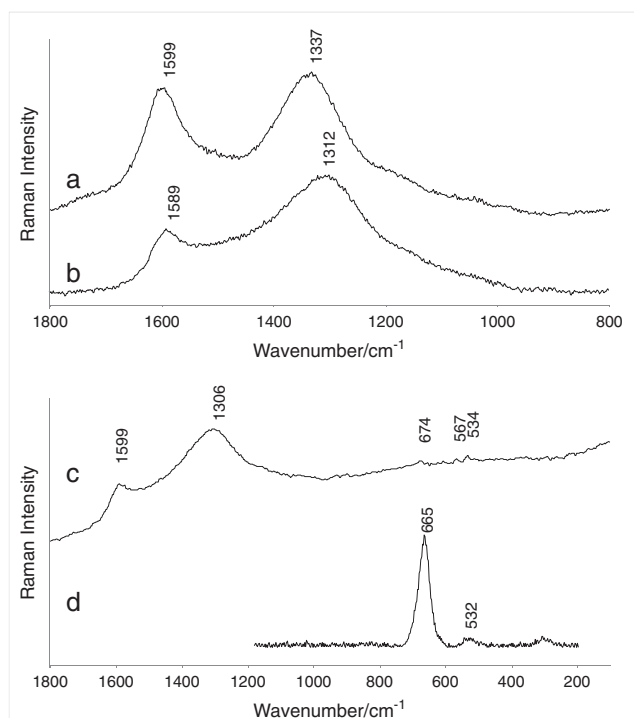 1599
1337
1312
1589
a
b
Raman Intensity
1800 1600 1400 1200 1000 800
Wavenumber/cm-1
1306
1599
674
567
534
c
665
532
d
Raman Intensity
1800 1600 1400 1200 1000 800 600 400 200
Wavenumber/cm-1